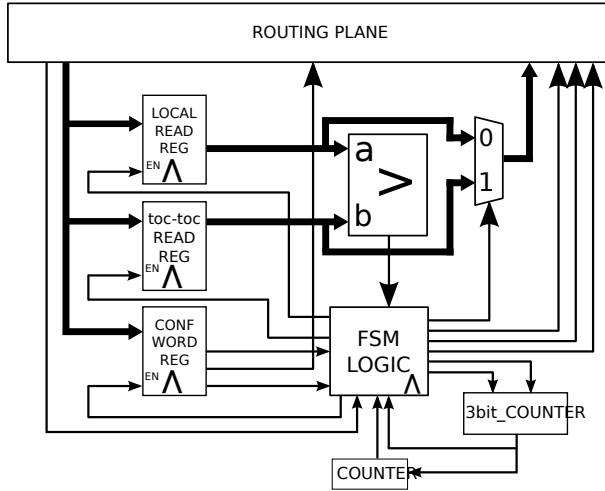 ROUTING PLANE
LOCAL
READ
REG
EN
Λ
a
>
b
0
1
toc-toc
READ
REG
EN
Λ
CONF
WORD
REG
EN
Λ
FSM
LOGIC
Λ
3bit_COUNTER
COUNTER